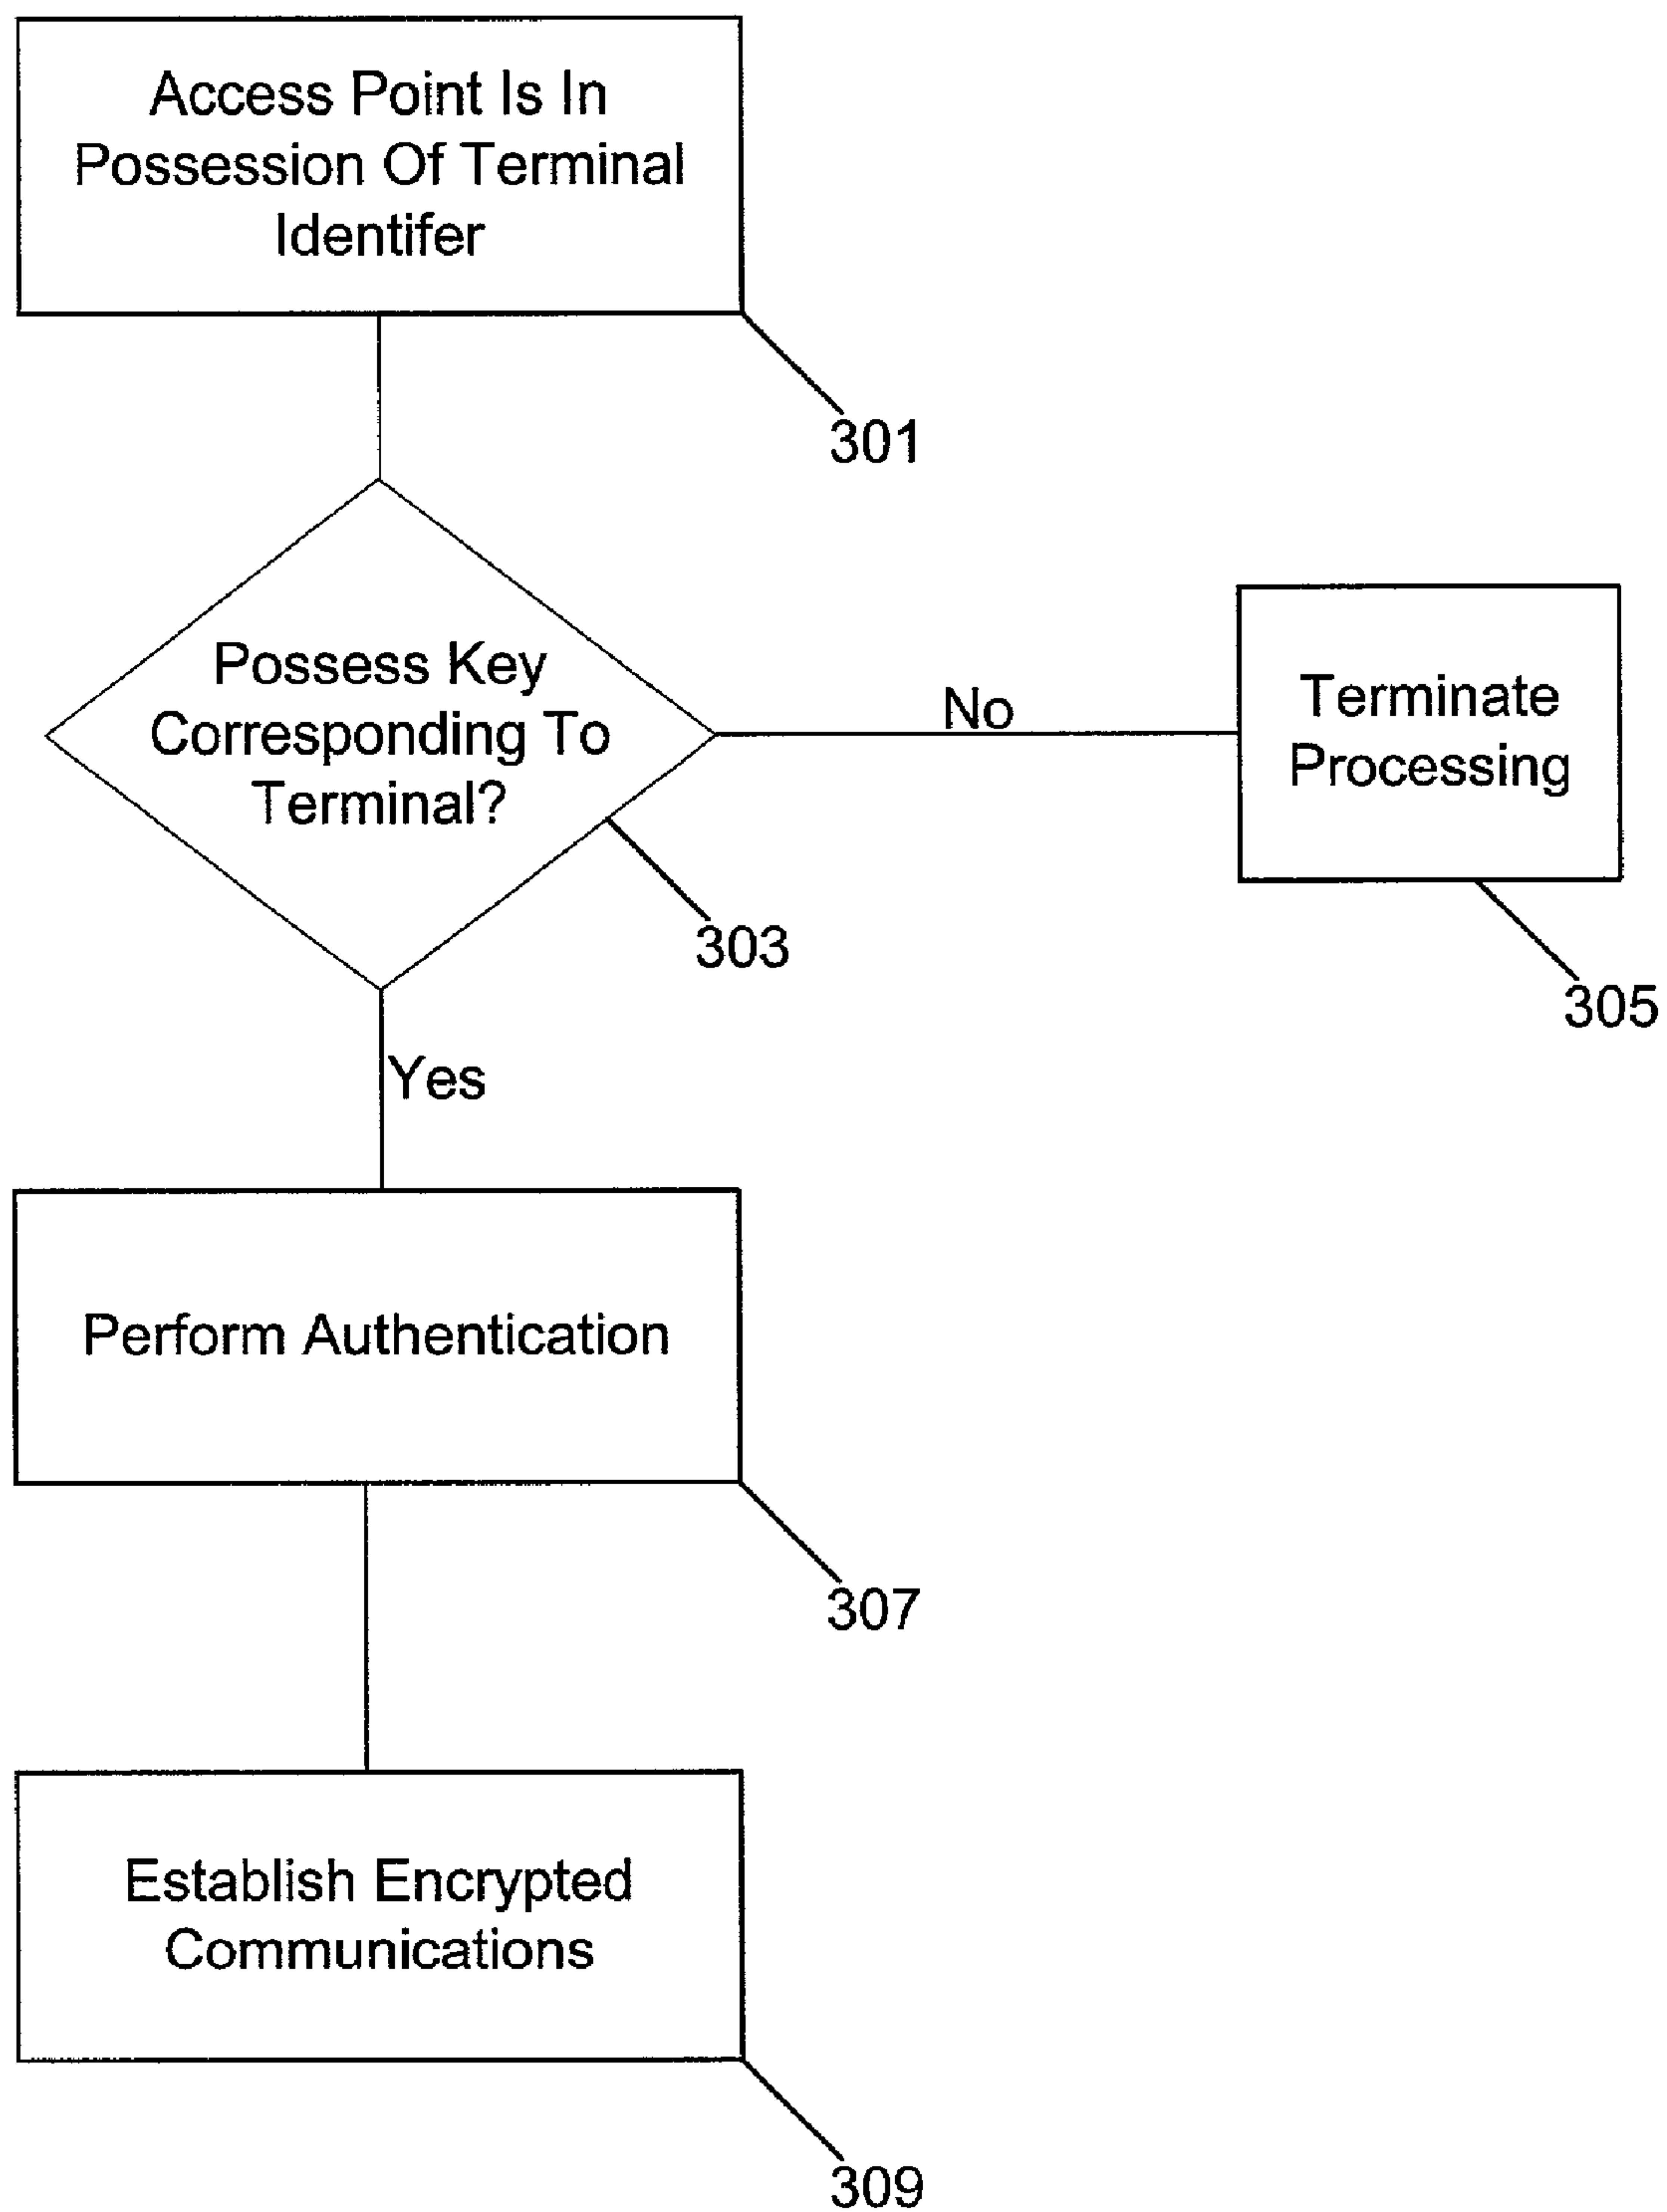 Access Point Is In
Possession Of Terminal
Identifer
301
Possess Key
Corresponding To
Terminal?
303
No
Terminate
Processing
305
Yes
Perform Authentication
307
Establish Encrypted
Communications
309